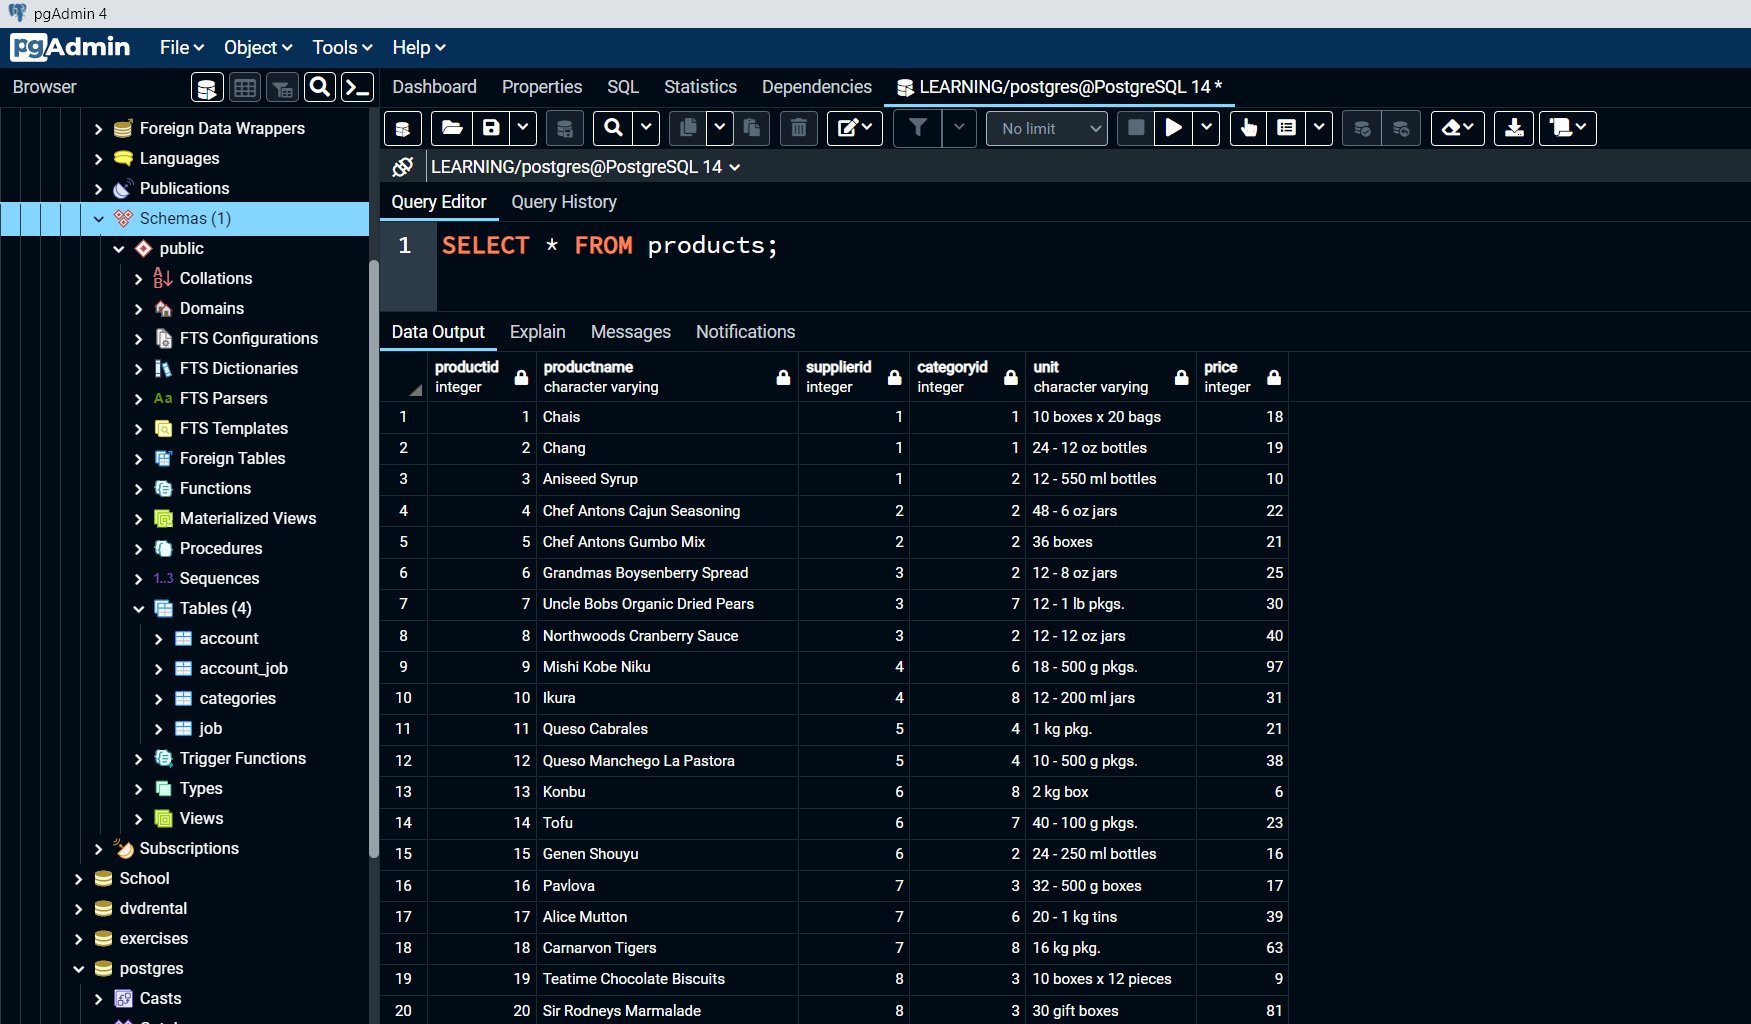 pgAdmin 4
pgAdmin File Object Tools Help
Browser
Dashboard Properties SQL Statistics Dependencies LEARNING/postgres@PostgreSQL 14 *
No limit
LEARNING/postgres@PostgreSQL 14
Query Editor Query History
1 SELECT * FROM products;
Foreign Data Wrappers
Languages
Publications
Schemas (1)
public
Collations
Domains
FTS Configurations
FTS Dictionaries
Aa FTS Parsers
FTS Templates
Foreign Tables
Functions
Materialized Views
Procedures
1..3 Sequences
Tables (4)
account
account_job
categories
job
Trigger Functions
Types
Views
Subscriptions
School
dvdrental
exercises
postgres
Casts
Data Output Explain Messages Notifications
productid productname supplierid categoryid unit price
integer character varying integer integer character varying integer
1 1 Chais 1 1 10 boxes x 20 bags 18
2 2 Chang 1 1 24 - 12 oz bottles 19
3 3 Aniseed Syrup 1 2 12 - 550 ml bottles 10
4 4 Chef Antons Cajun Seasoning 2 2 48 - 6 oz jars 22
5 5 Chef Antons Gumbo Mix 2 2 36 boxes 21
6 6 Grandmas Boysenberry Spread 3 2 12 - 8 oz jars 25
7 7 Uncle Bobs Organic Dried Pears 3 7 12 - 1 lb pkgs. 30
8 8 Northwoods Cranberry Sauce 3 2 12 - 12 oz jars 40
9 9 Mishi Kobe Niku 4 6 18 - 500 g pkgs. 97
10 10 Ikura 4 8 12 - 200 ml jars 31
11 11 Queso Cabrales 5 4 1 kg pkg. 21
12 12 Queso Manchego La Pastora 5 4 10 - 500 g pkgs. 38
13 13 Konbu 6 8 2 kg box 6
14 14 Tofu 6 7 40 - 100 g pkgs. 23
15 15 Genen Shouyu 6 2 24 - 250 ml bottles 16
16 16 Pavlova 7 3 32 - 500 g boxes 17
17 17 Alice Mutton 7 6 20 - 1 kg tins 39
18 18 Carnarvon Tigers 7 8 16 kg pkg. 63
19 19 Teatime Chocolate Biscuits 8 3 10 boxes x 12 pieces 9
20 20 Sir Rodneys Marmalade 8 3 30 gift boxes 81